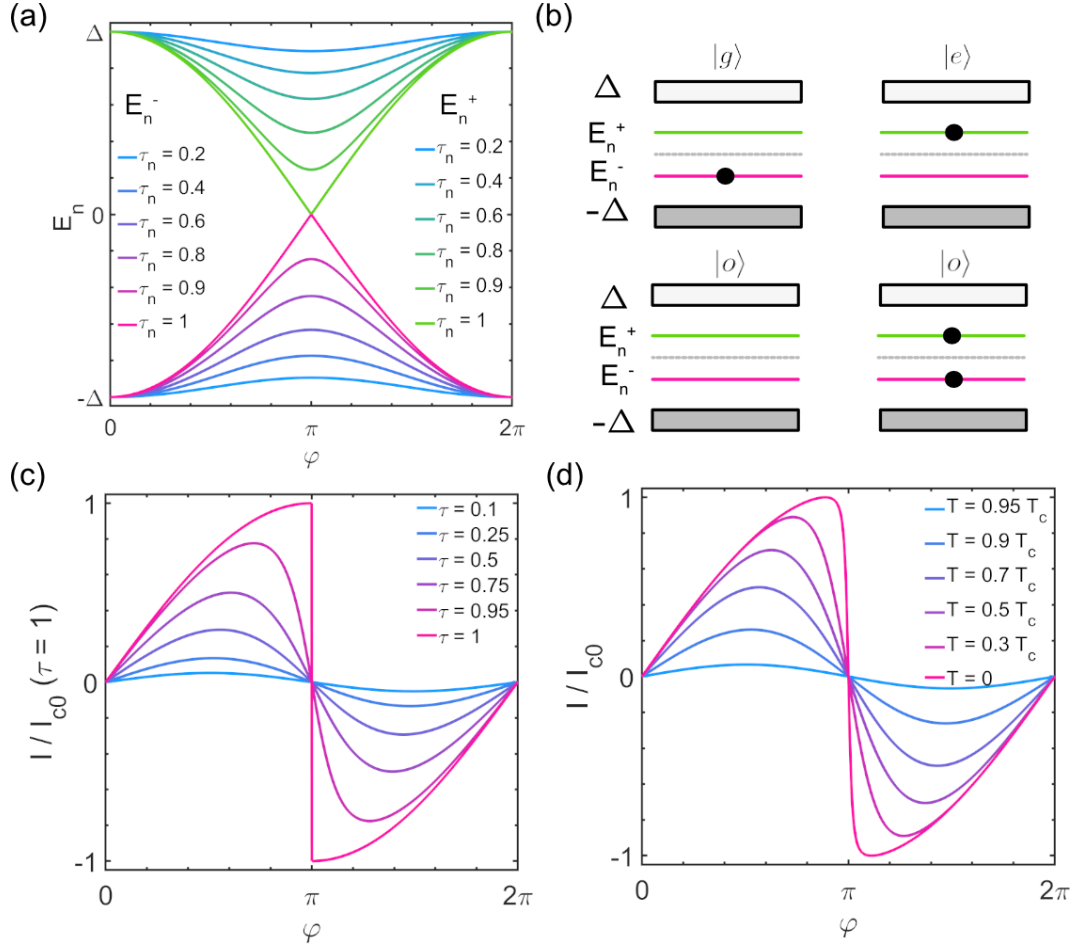 (a)
Δ
0
-Δ
E_n
E_n^-
τ_n = 0.2
τ_n = 0.4
τ_n = 0.6
τ_n = 0.8
τ_n = 0.9
τ_n = 1
E_n^+
τ_n = 0.2
τ_n = 0.4
τ_n = 0.6
τ_n = 0.8
τ_n = 0.9
τ_n = 1
0 π 2π
φ
(b)
|g⟩ |e⟩
Δ
E_n^+
E_n^-
-Δ
|o⟩ |o⟩
Δ
E_n^+
E_n^-
-Δ
(c)
1
0
-1
I / I_c0 (τ = 1)
τ = 0.1
τ = 0.25
τ = 0.5
τ = 0.75
τ = 0.95
τ = 1
0 π 2π
φ
(d)
1
0
-1
I / I_c0
T = 0.95 T_c
T = 0.9 T_c
T = 0.7 T_c
T = 0.5 T_c
T = 0.3 T_c
T = 0
0 π 2π
φ